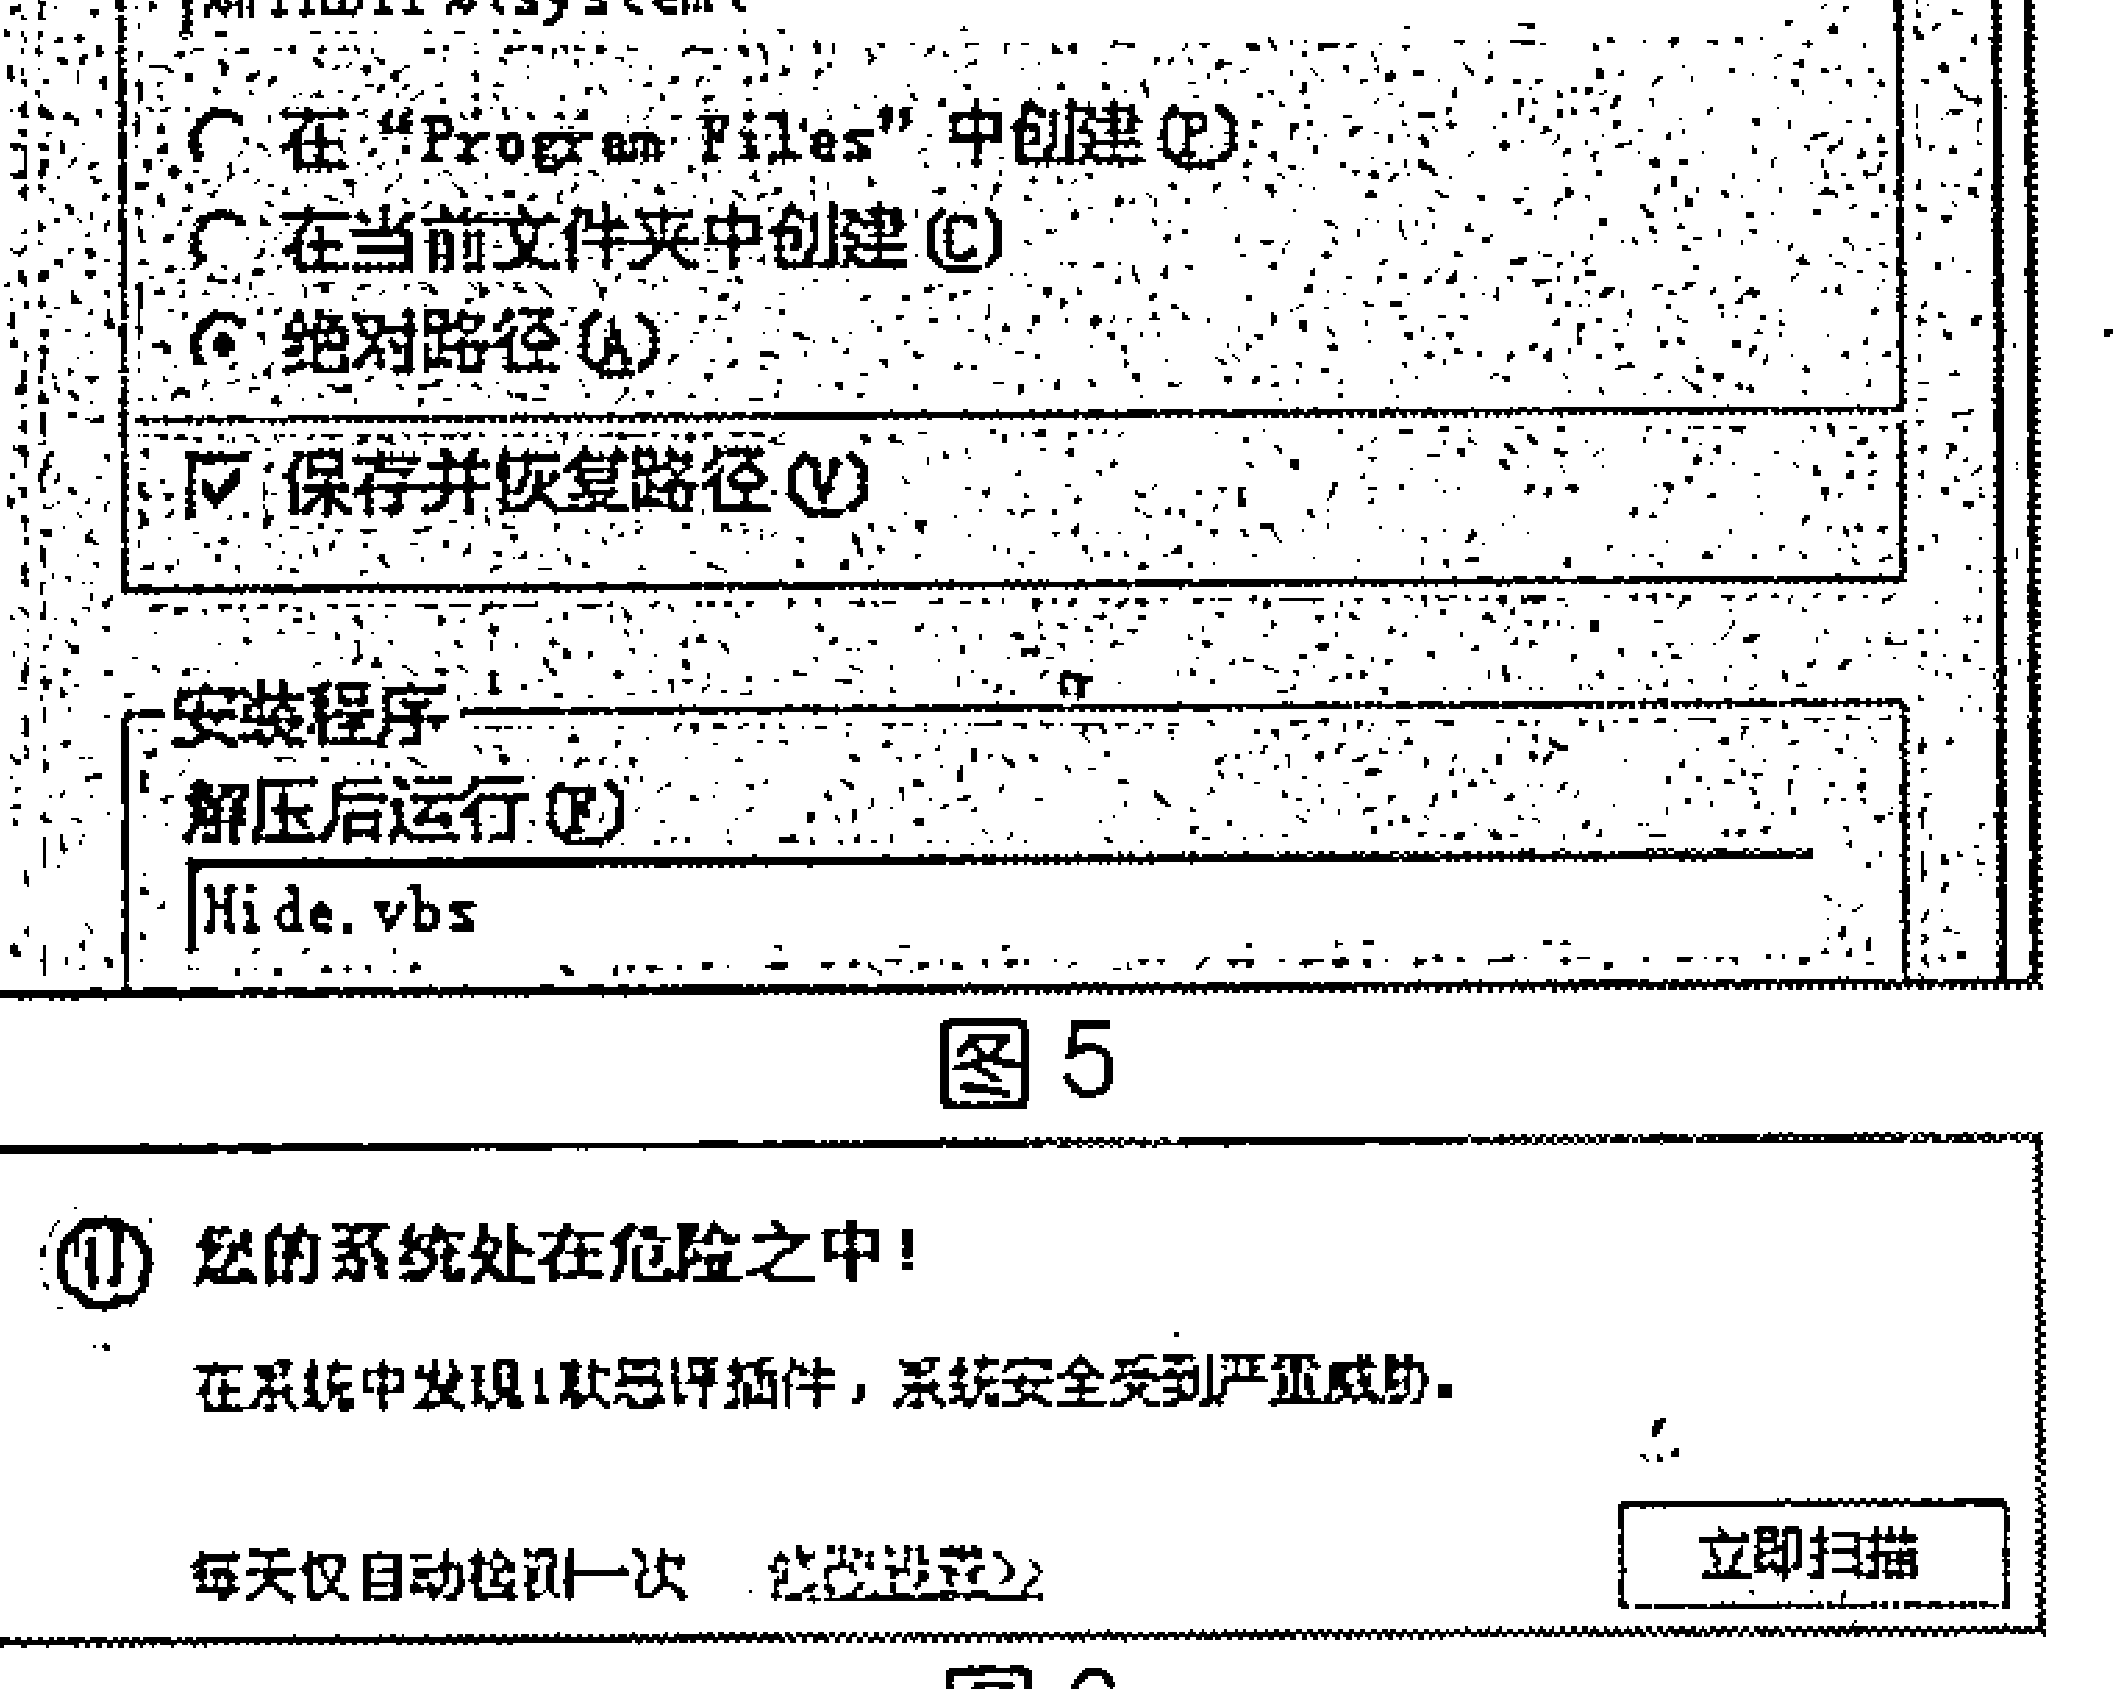 在“Program Files”中创建(P)
在当前文件夹中创建(C)
绝对路径(A)
保存并恢复路径(V)
安装程序
解压后运行(F)
Hide.vbs
图5
您的系统处在危险之中!
在系统中发现1款恶评插件，系统安全受到严重威胁。
每天仅自动检测一次 修改设置>>
立即扫描